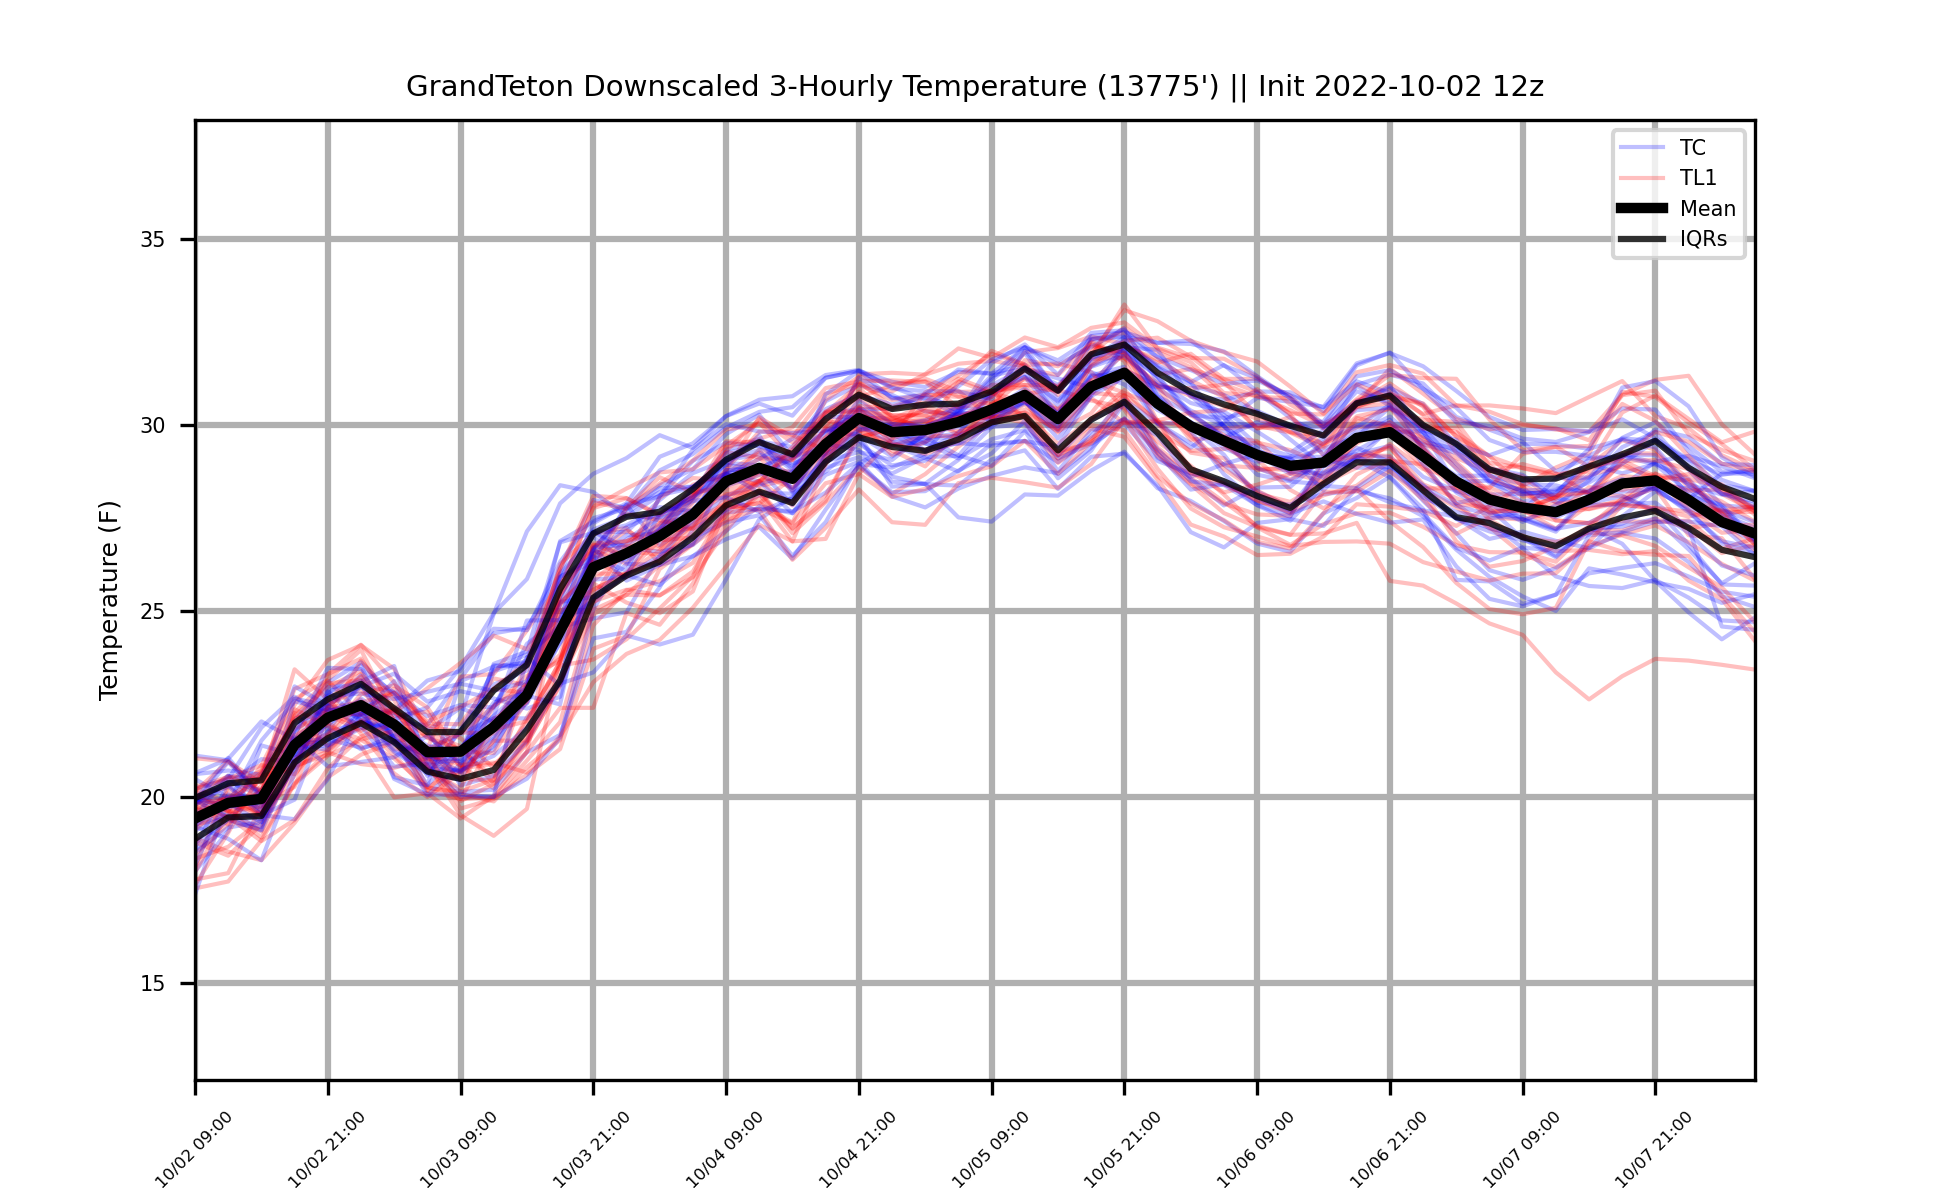 GrandTeton Downscaled 3-Hourly Temperature (13775') || Init 2022-10-02 12z
TC
TL1
Mean
IQRs
Temperature (F)
35
30
25
20
15
10/02 09:00
10/02 21:00
10/03 09:00
10/03 21:00
10/04 09:00
10/04 21:00
10/05 09:00
10/05 21:00
10/06 09:00
10/06 21:00
10/07 09:00
10/07 21:00